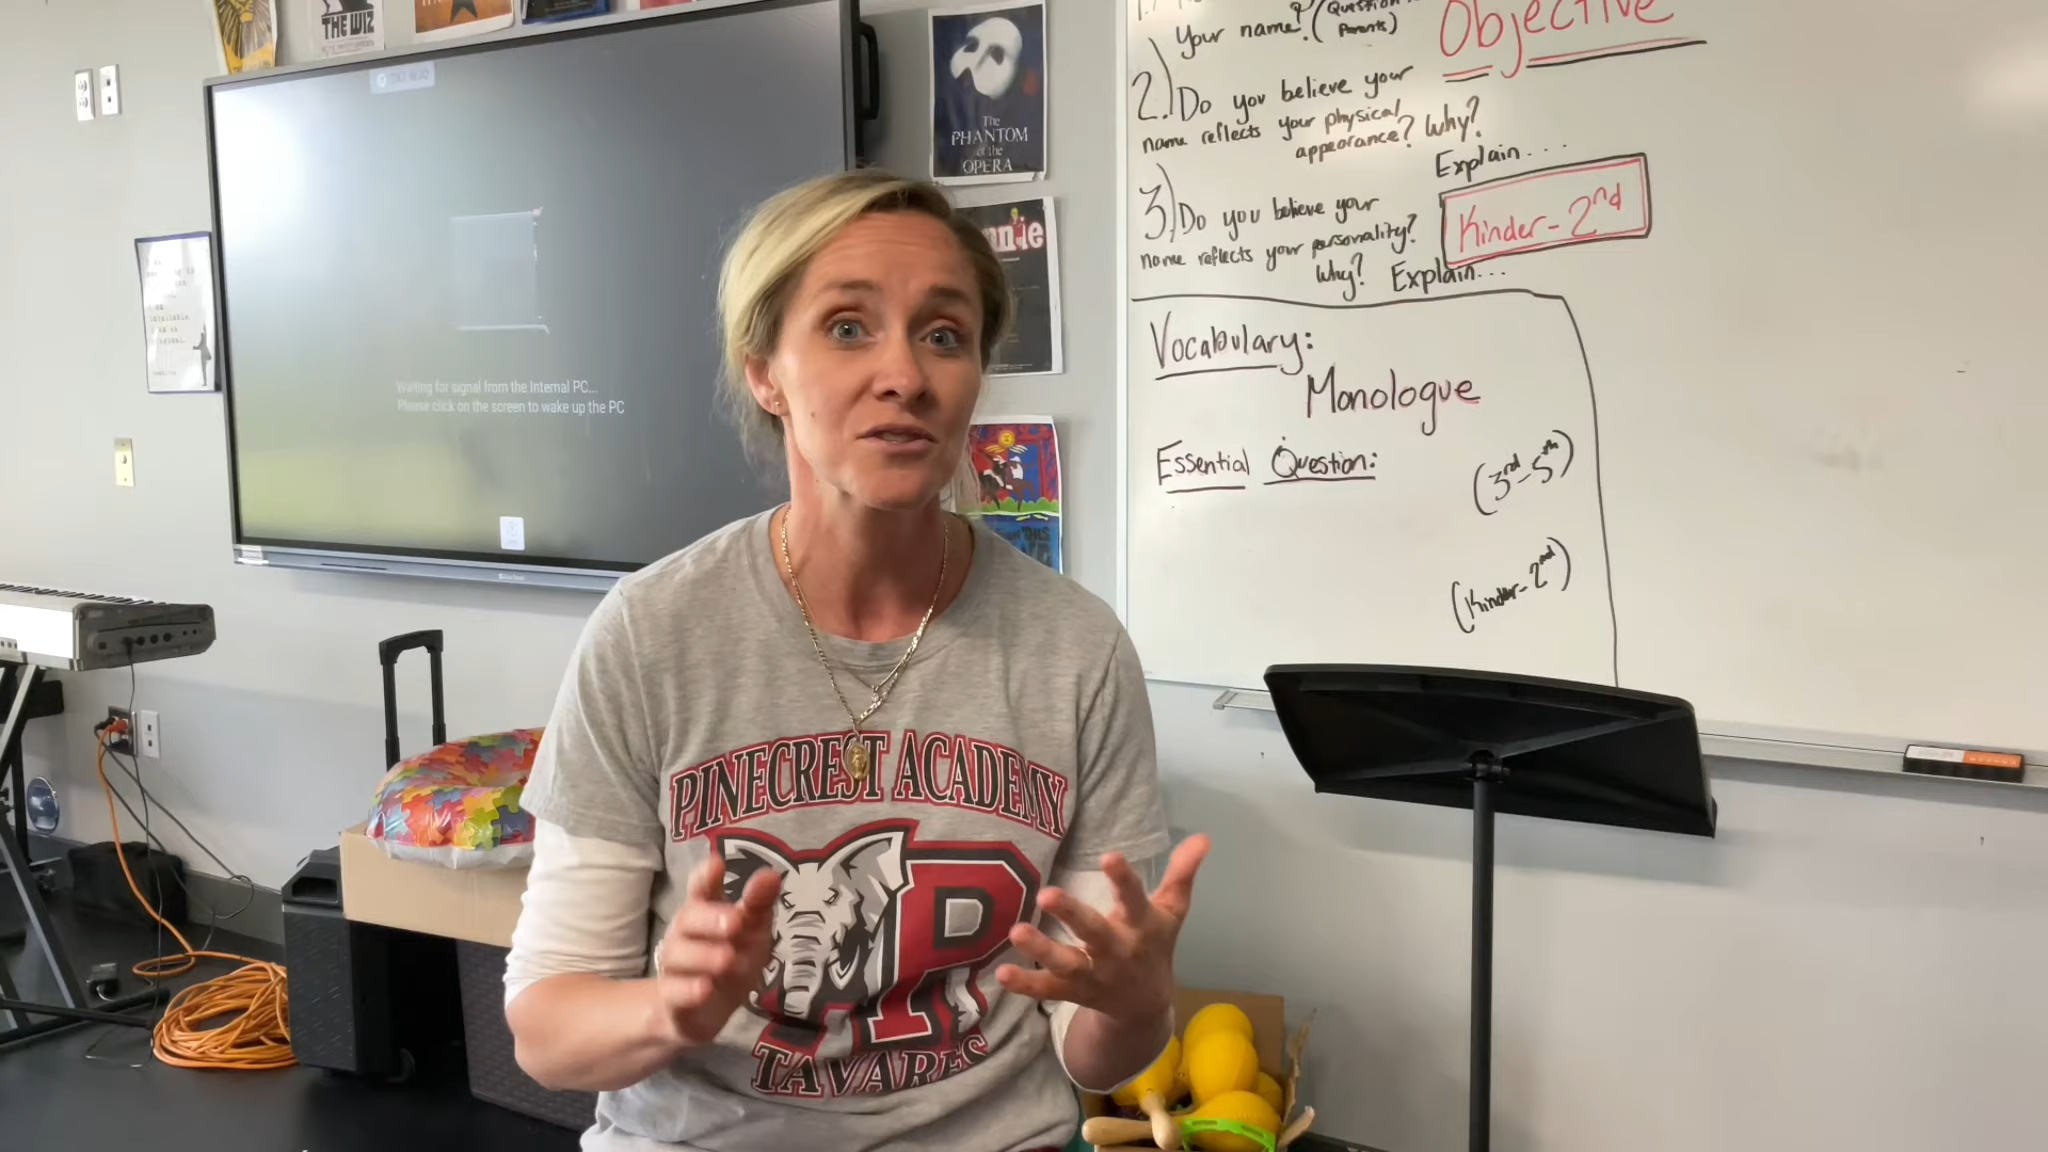 THE WIZ
The
PHANTOM
of the
OPERA
Waiting for signal from the Internal PC...
Please click on the screen to wake up the PC
Your name? (Question
Parents)
Objective
2.) Do you believe your
name reflects your physical
appearance? Why?
Explain....
3.) Do you believe your
name reflects your personality?
Why? Explain...
Kinder-2nd
Vocabulary:
Monologue
Essential Question:
(3rd-5th)
(Kinder-2nd)
PINECREST ACADEMY
P
TAVARES